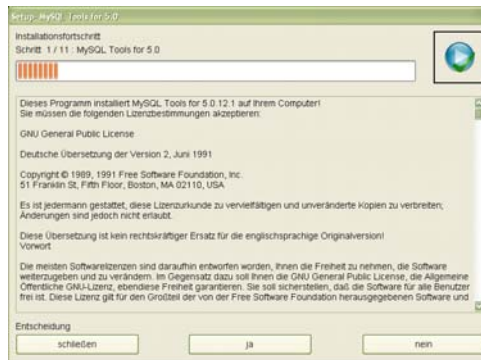 Setup MySQL Tools for 5.0
Installationsfortschritt
Schritt 1 / 11 : MySQL Tools for 5.0
Dieses Programm installiert MySQL Tools for 5.0.12.1 auf Ihrem Computer!
Sie müssen die folgenden Lizenzbestimmungen akzeptieren:
GNU General Public License
Deutsche Übersetzung der Version 2, Juni 1991
Copyright © 1989, 1991 Free Software Foundation, Inc.
51 Franklin St, Fifth Floor, Boston, MA 02110, USA
Es ist jedermann gestattet, diese Lizenzurkunde zu vervielfältigen und unveränderte Kopien zu verbreiten;
Änderungen sind jedoch nicht erlaubt.
Diese Übersetzung ist kein rechtskräftiger Ersatz für die englischsprachige Originalversion!
Vorwort
Die meisten Softwarelizenzen sind daraufhin entworfen worden, Ihnen die Freiheit zu nehmen, die Software
weiterzugeben und zu verändern. Im Gegensatz dazu soll Ihnen die GNU General Public License, die Allgemeine
Öffentliche GNU-Lizenz, ebendiese Freiheit garantieren. Sie soll sicherstellen, daß die Software für alle Benutzer
frei ist. Diese Lizenz gilt für den Großteil der von der Free Software Foundation herausgegebenen Software und
Entscheidung
schließen
ja
nein